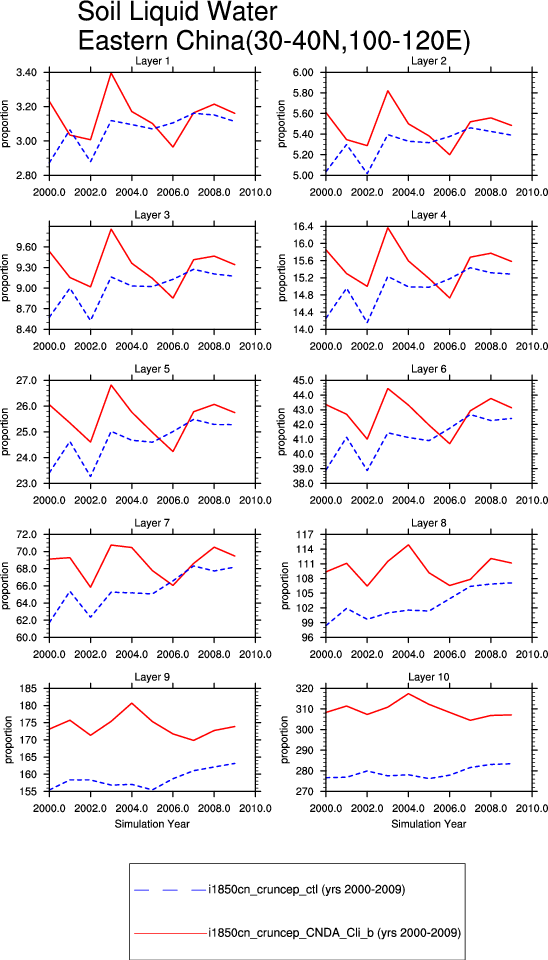 Soil Liquid Water
Eastern China(30-40N,100-120E)
Layer 1
Layer 2
proportion
3.40
3.20
3.00
2.80
2000.0 2002.0 2004.0 2006.0 2008.0 2010.0
proportion
6.00
5.80
5.60
5.40
5.20
5.00
2000.0 2002.0 2004.0 2006.0 2008.0 2010.0
Layer 3
Layer 4
proportion
9.60
9.30
9.00
8.70
8.40
2000.0 2002.0 2004.0 2006.0 2008.0 2010.0
proportion
16.4
16.0
15.6
15.2
14.8
14.4
14.0
2000.0 2002.0 2004.0 2006.0 2008.0 2010.0
Layer 5
Layer 6
proportion
27.0
26.0
25.0
24.0
23.0
2000.0 2002.0 2004.0 2006.0 2008.0 2010.0
proportion
45.0
44.0
43.0
42.0
41.0
40.0
39.0
38.0
2000.0 2002.0 2004.0 2006.0 2008.0 2010.0
Layer 7
Layer 8
proportion
72.0
70.0
68.0
66.0
64.0
62.0
60.0
2000.0 2002.0 2004.0 2006.0 2008.0 2010.0
proportion
117
111
108
105
102
99
96
2000.0 2002.0 2004.0 2006.0 2008.0 2010.0
Layer 9
Layer 10
proportion
185
175
170
165
160
155
2000.0 2002.0 2004.0 2006.0 2008.0 2010.0
Simulation Year
proportion
320
310
300
290
280
270
2000.0 2002.0 2004.0 2006.0 2008.0 2010.0
Simulation Year
i1850cn_cruncep_ctl (yrs 2000-2009)
i1850cn_cruncep_CNDA_Cli_b (yrs 2000-2009)